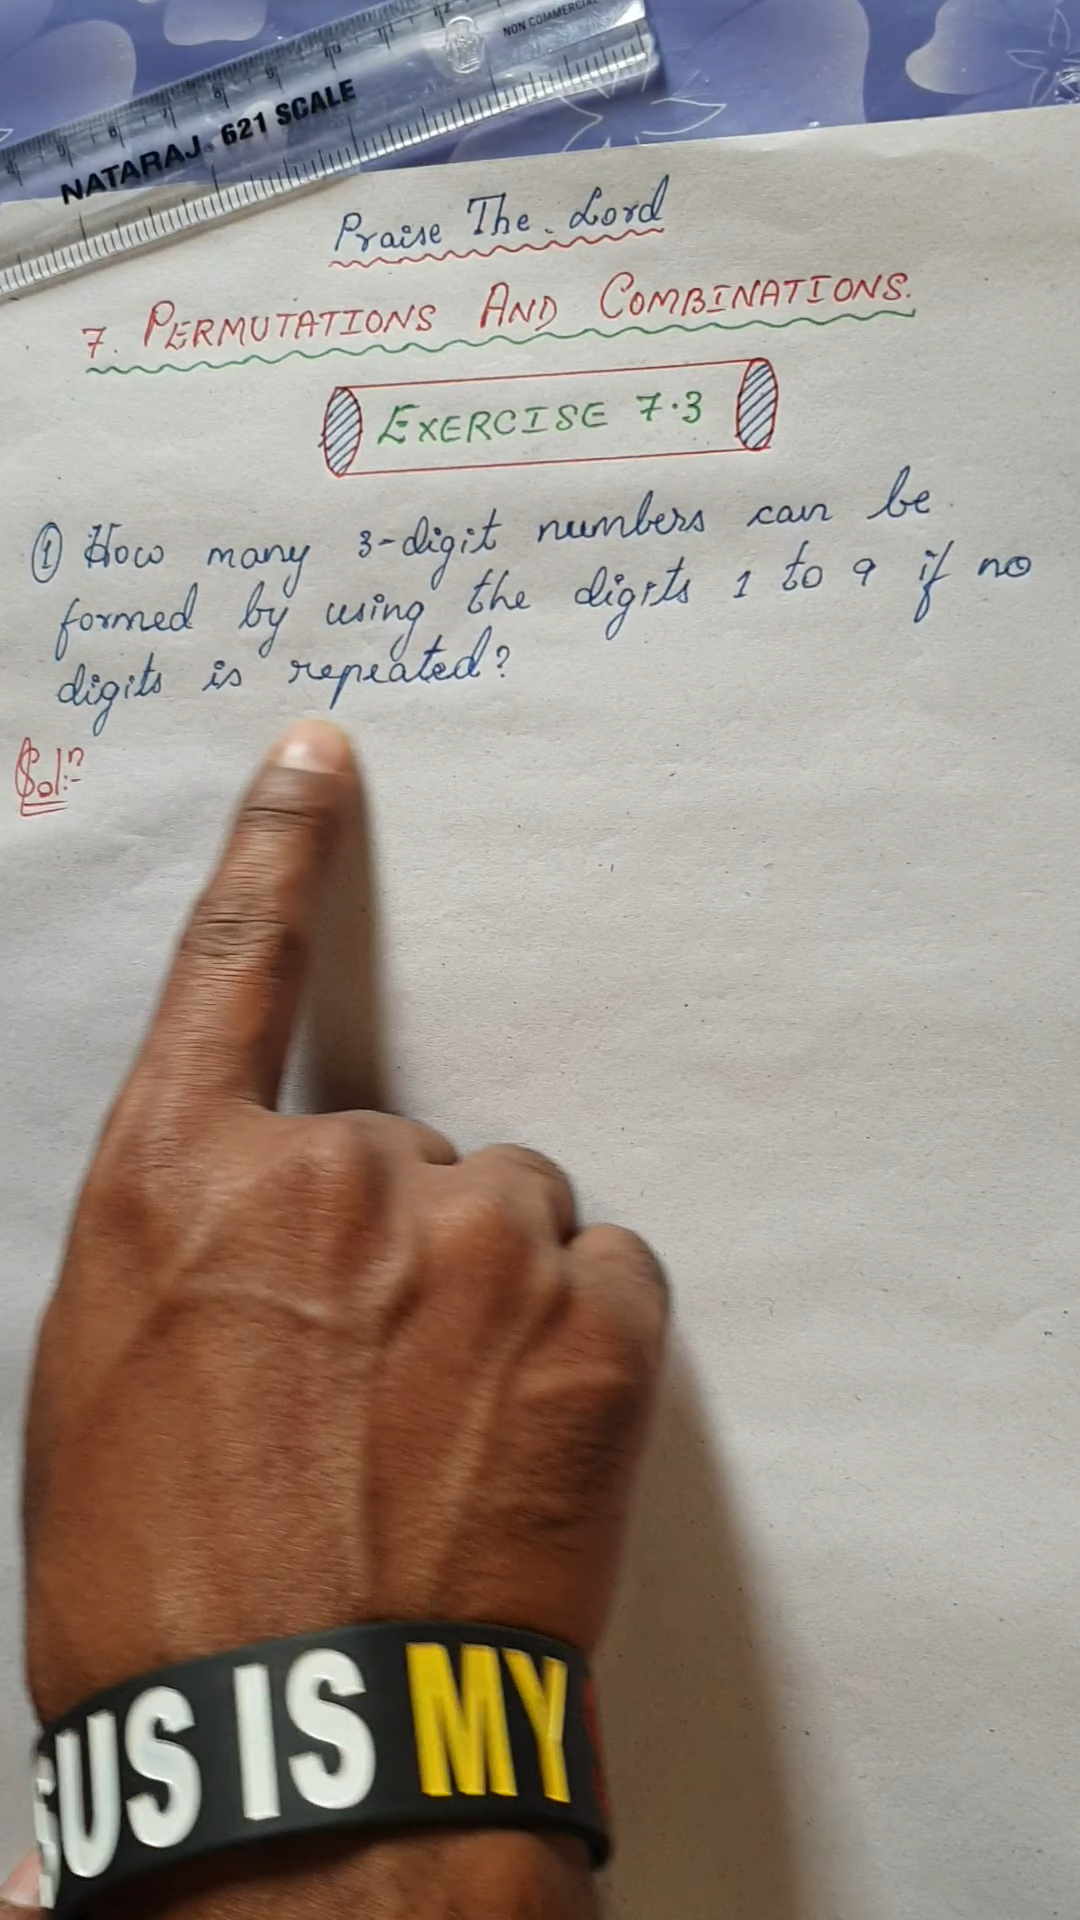 NON COMMERCIAL
NATARAJ. 621 SCALE
Praise The Lord
7. PERMUTATIONS AND COMBINATIONS.
EXERCISE 7.3
① How many 3-digit numbers can be
formed by using the digits 1 to 9 if no
digits is repeated?
Solⁿ:-
SUS IS MY